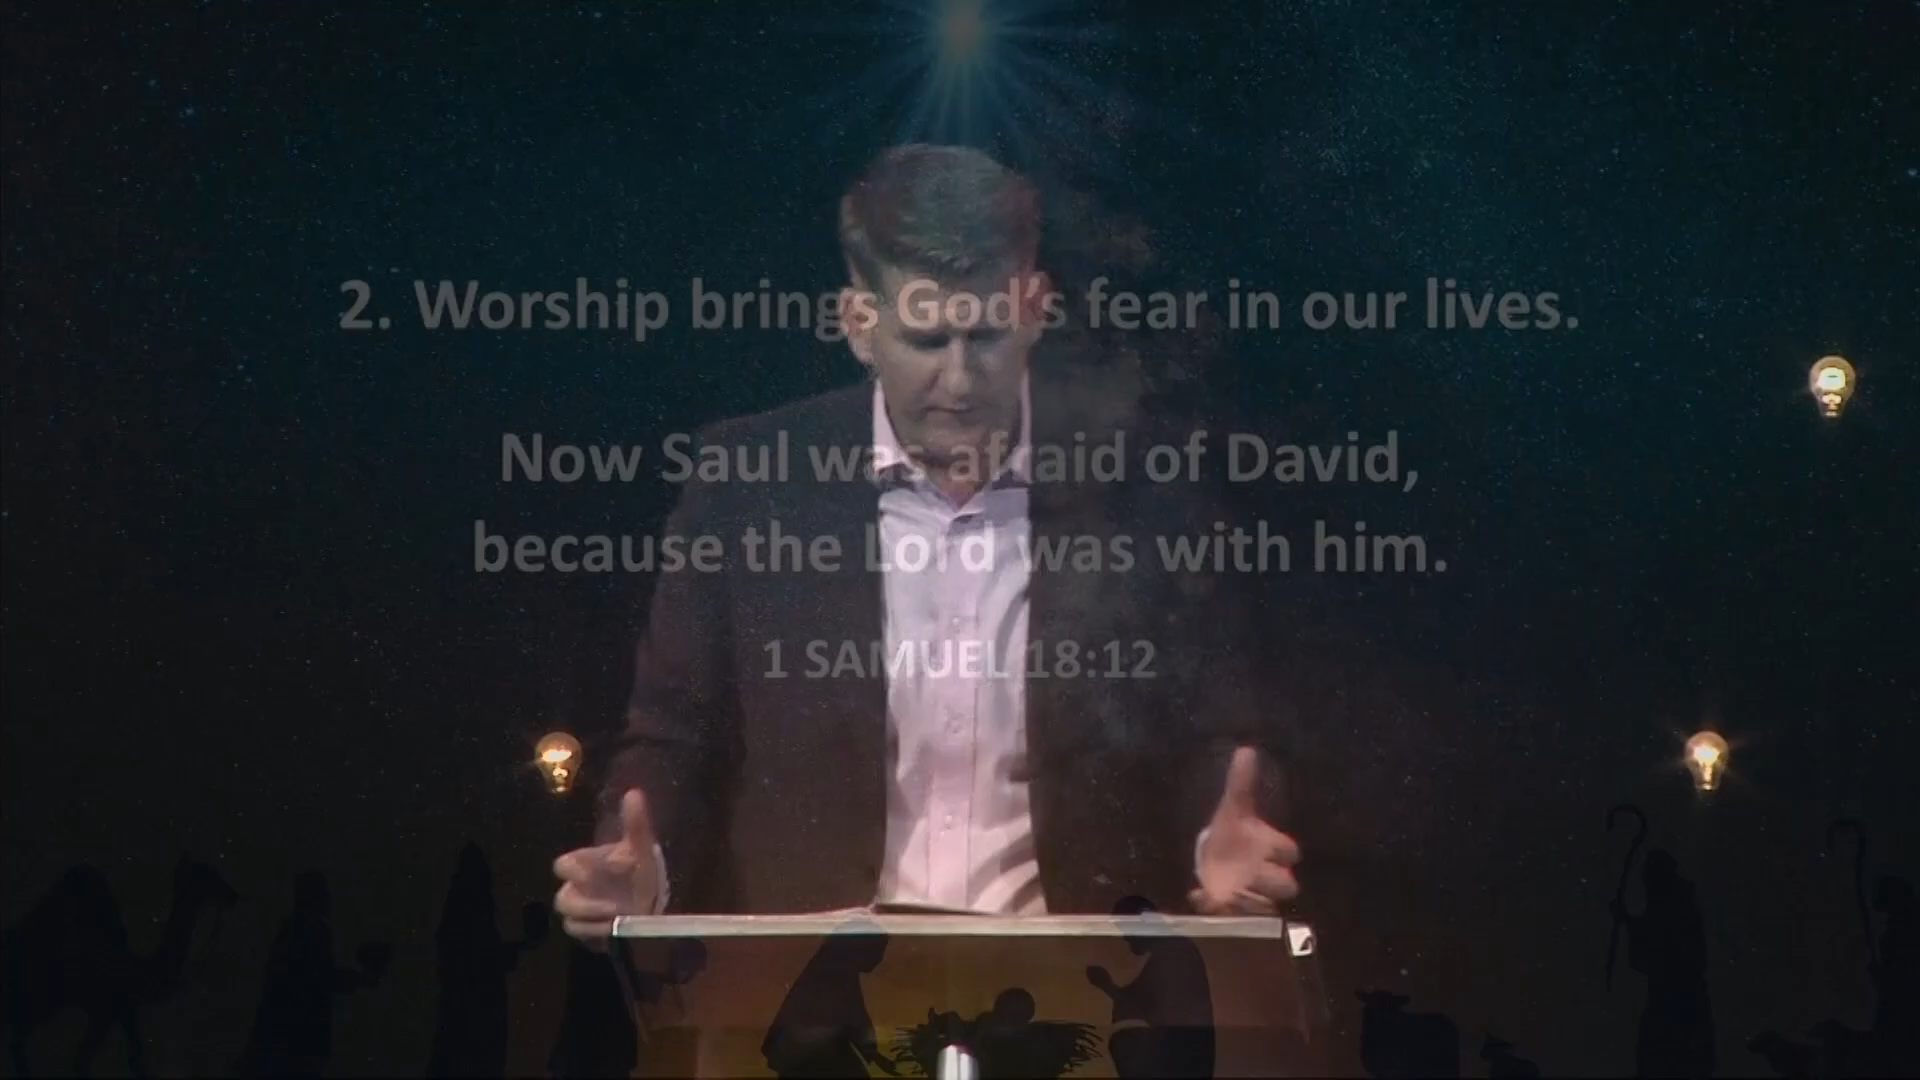 2. Worship brings God's fear in our lives.
Now Saul was afraid of David,
because the Lord was with him.
1 SAMUEL 18:12